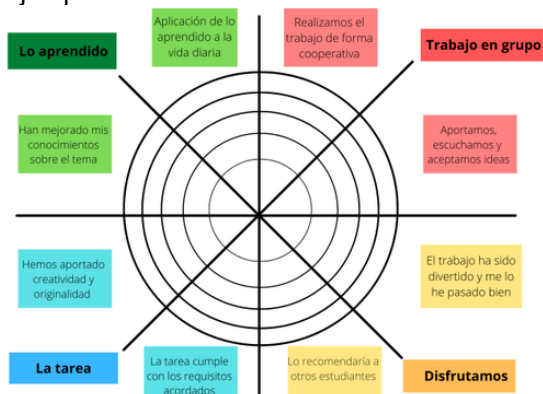 Aplicación de lo
aprendido a la
vida diaria
Realizamos el
trabajo de forma
cooperativa
Lo aprendido
Trabajo en grupo
Han mejorado mis
conocimientos
sobre el tema
Aportamos,
escuchamos y
aceptamos ideas
Hemos aportado
creatividad y
originalidad
El trabajo ha sido
divertido y me lo
he pasado bien
La tarea
La tarea cumple
con los requisitos
acordados
Lo recomendaría a
otros estudiantes
Disfrutamos